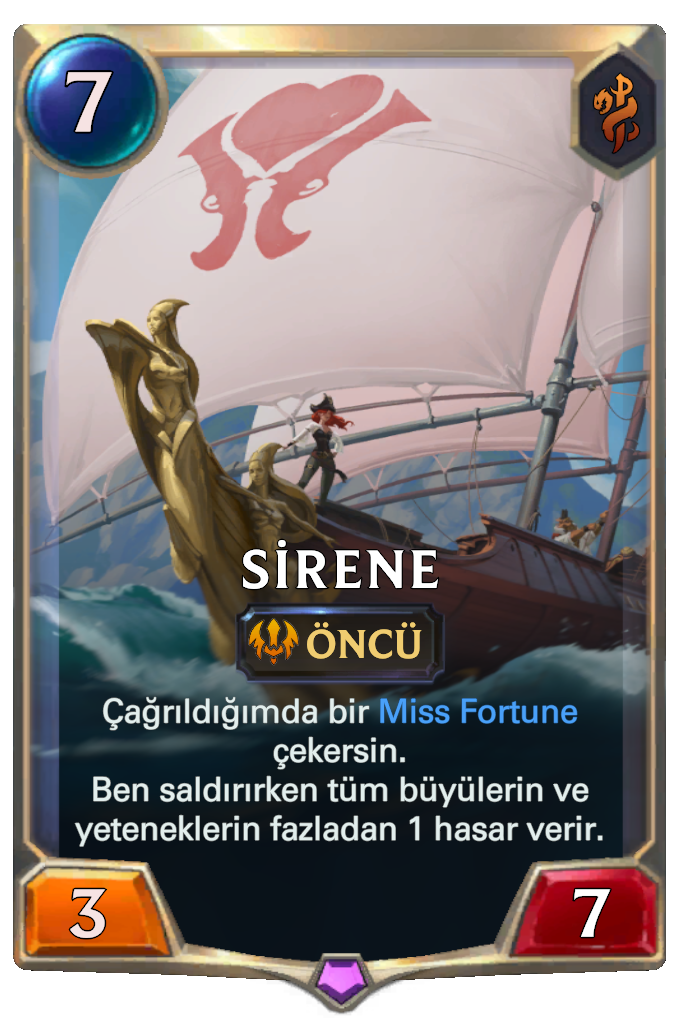 7
SİRENE
ÖNCÜ
Çağrıldığımda bir Miss Fortune
çekersin.
Ben saldırırken tüm büyülerin ve
yeteneklerin fazladan 1 hasar verir.
3
7